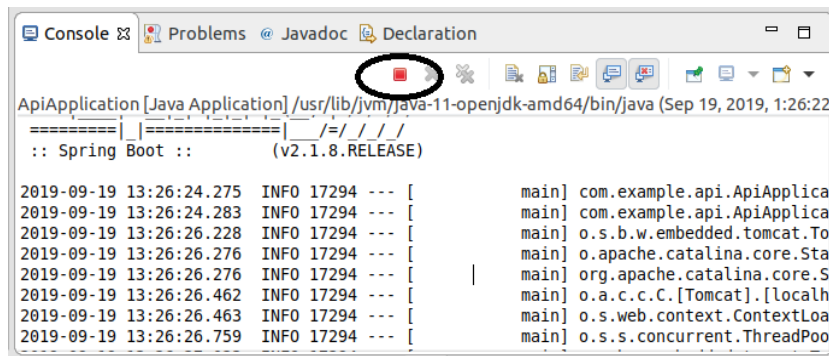 Console Problems @ Javadoc Declaration
ApiApplication [Java Application] /usr/lib/jvm/java-11-openjdk-amd64/bin/java (Sep 19, 2019, 1:26:22
=========|_|==============|___/=/_/_/_/
:: Spring Boot ::        (v2.1.8.RELEASE)
2019-09-19 13:26:24.275  INFO 17294 --- [           main] com.example.api.ApiApplica
2019-09-19 13:26:24.283  INFO 17294 --- [           main] com.example.api.ApiApplica
2019-09-19 13:26:26.228  INFO 17294 --- [           main] o.s.b.w.embedded.tomcat.To
2019-09-19 13:26:26.276  INFO 17294 --- [           main] o.apache.catalina.core.Sta
2019-09-19 13:26:26.276  INFO 17294 --- [           main] org.apache.catalina.core.S
2019-09-19 13:26:26.462  INFO 17294 --- [           main] o.a.c.c.C.[Tomcat].[localh
2019-09-19 13:26:26.463  INFO 17294 --- [           main] o.s.web.context.ContextLoa
2019-09-19 13:26:26.759  INFO 17294 --- [           main] o.s.s.concurrent.ThreadPoo